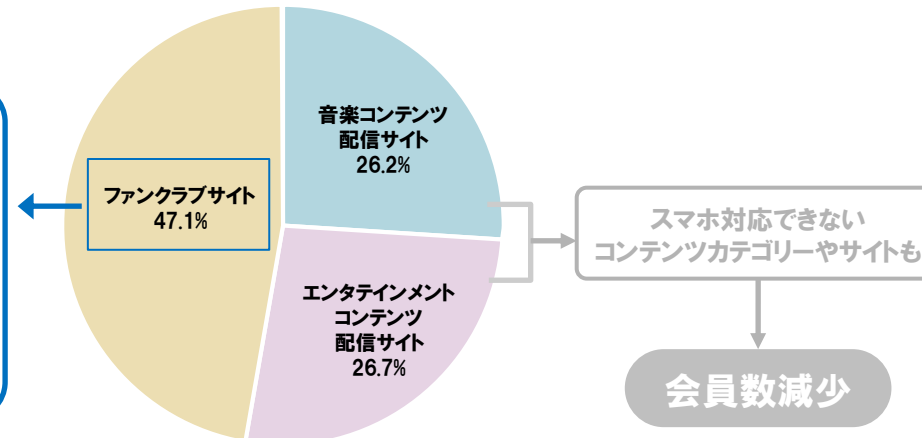 音楽コンテンツ
配信サイト
26.2%
ファンクラブサイト
47.1%
スマホ対応できない
コンテンツカテゴリーやサイトも
エンタテインメント
コンテンツ
配信サイト
26.7%
会員数減少